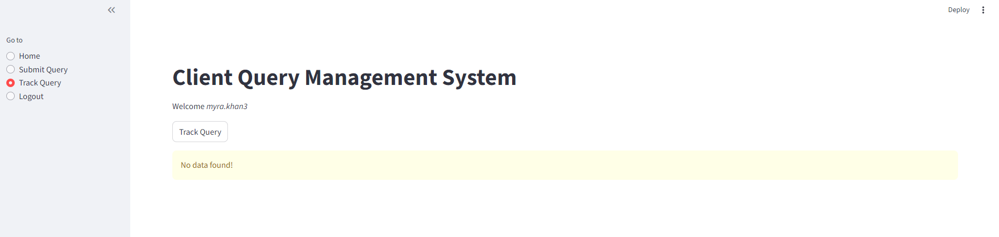 Deploy
Go to
Home
Submit Query
Track Query
Logout
Client Query Management System
Welcome myra.khan3
Track Query
No data found!